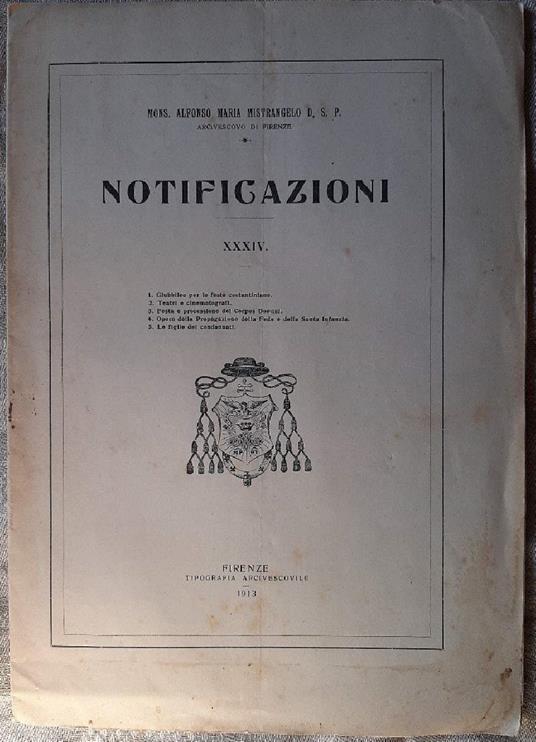 MONS. ALFONSO MARIA MISTRANGELO D. S. P.
ARCIVESCOVO DI FIRENZE
NOTIFICAZIONI
XXXIV.
1. Giubbileo per le feste costantiniane.
2. Teatri e cinematografi.
3. Festa e processione del Corpus Domini.
4. Opere della Propagazione della Fede e della Santa Infanzia.
5. Le figlie dei condannati.
FIRENZE
TIPOGRAFIA ARCIVESCOVILE
1913